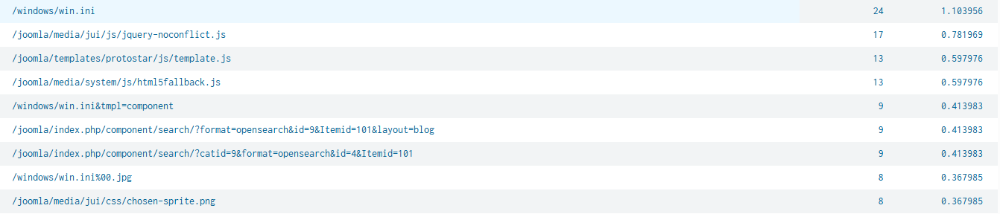 /windows/win.ini 24 1.103956
/joomla/media/jui/js/jquery-noconflict.js 17 0.781969
/joomla/templates/protostar/js/template.js 13 0.597976
/joomla/media/system/js/html5fallback.js 13 0.597976
/windows/win.ini&tmpl=component 9 0.413983
/joomla/index.php/component/search/?format=opensearch&id=9&Itemid=101&layout=blog 9 0.413983
/joomla/index.php/component/search/?catid=9&format=opensearch&id=4&Itemid=101 9 0.413983
/windows/win.ini%00.jpg 8 0.367985
/joomla/media/jui/css/chosen-sprite.png 8 0.367985